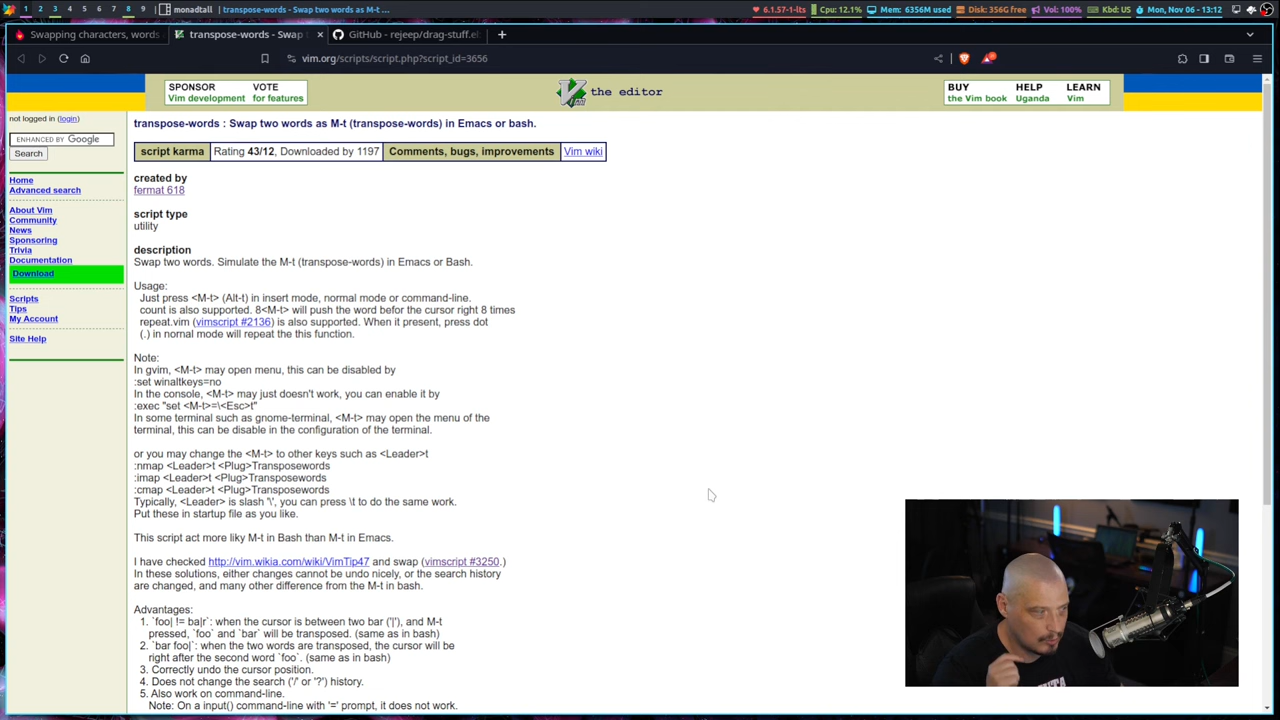 1 2 3 4 5 6 7 8 9 monadtall transpose-words - Swap two words as M-t ... 6.1.57-1-lts Cpu: 12.1% Mem: 6356M used Disk: 356G free Vol: 100% Kbd: US Mon, Nov 06 - 13:12
Swapping characters, words transpose-words - Swap × GitHub - rejeep/drag-stuff.el: +
vim.org/scripts/script.php?script_id=3656
SPONSOR VOTE
Vim development for features
the editor
BUY HELP LEARN
the Vim book Uganda Vim
not logged in (login)
ENHANCED BY Google
Search
Home
Advanced search
About Vim
Community
News
Sponsoring
Trivia
Documentation
Download
Scripts
Tips
My Account
Site Help
transpose-words : Swap two words as M-t (transpose-words) in Emacs or bash.
script karma Rating 43/12, Downloaded by 1197 Comments, bugs, improvements Vim wiki
created by
fermat 618
script type
utility
description
Swap two words. Simulate the M-t (transpose-words) in Emacs or Bash.
Usage:
Just press <M-t> (Alt-t) in insert mode, normal mode or command-line.
count is also supported. 8<M-t> will push the word befor the cursor right 8 times
repeat.vim (vimscript #2136) is also supported. When it present, press dot
(.) in nornal mode will repeat the this function.
Note:
In gvim, <M-t> may open menu, this can be disabled by
:set winaltkeys=no
In the console, <M-t> may just doesn't work, you can enable it by
:exec "set <M-t>=\<Esc>t"
In some terminal such as gnome-terminal, <M-t> may open the menu of the
terminal, this can be disable in the configuration of the terminal.
or you may change the <M-t> to other keys such as <Leader>t
:nmap <Leader>t <Plug>Transposewords
:imap <Leader>t <Plug>Transposewords
:cmap <Leader>t <Plug>Transposewords
Typically, <Leader> is slash '\', you can press \t to do the same work.
Put these in startup file as you like.
This script act more liky M-t in Bash than M-t in Emacs.
I have checked http://vim.wikia.com/wiki/VimTip47 and swap (vimscript #3250.)
In these solutions, either changes cannot be undo nicely, or the search history
are changed, and many other difference from the M-t in bash.
Advantages:
1. `foo| != ba|r`: when the cursor is between two bar ('|'), and M-t
pressed, `foo` and `bar` will be transposed. (same as in bash)
2. `bar foo|`: when the two words are transposed, the cursor will be
right after the second word `foo`. (same as in bash)
3. Correctly undo the cursor position.
4. Does not change the search ('/' or '?') history.
5. Also work on command-line.
Note: On a input() command-line with '=' prompt, it does not work.